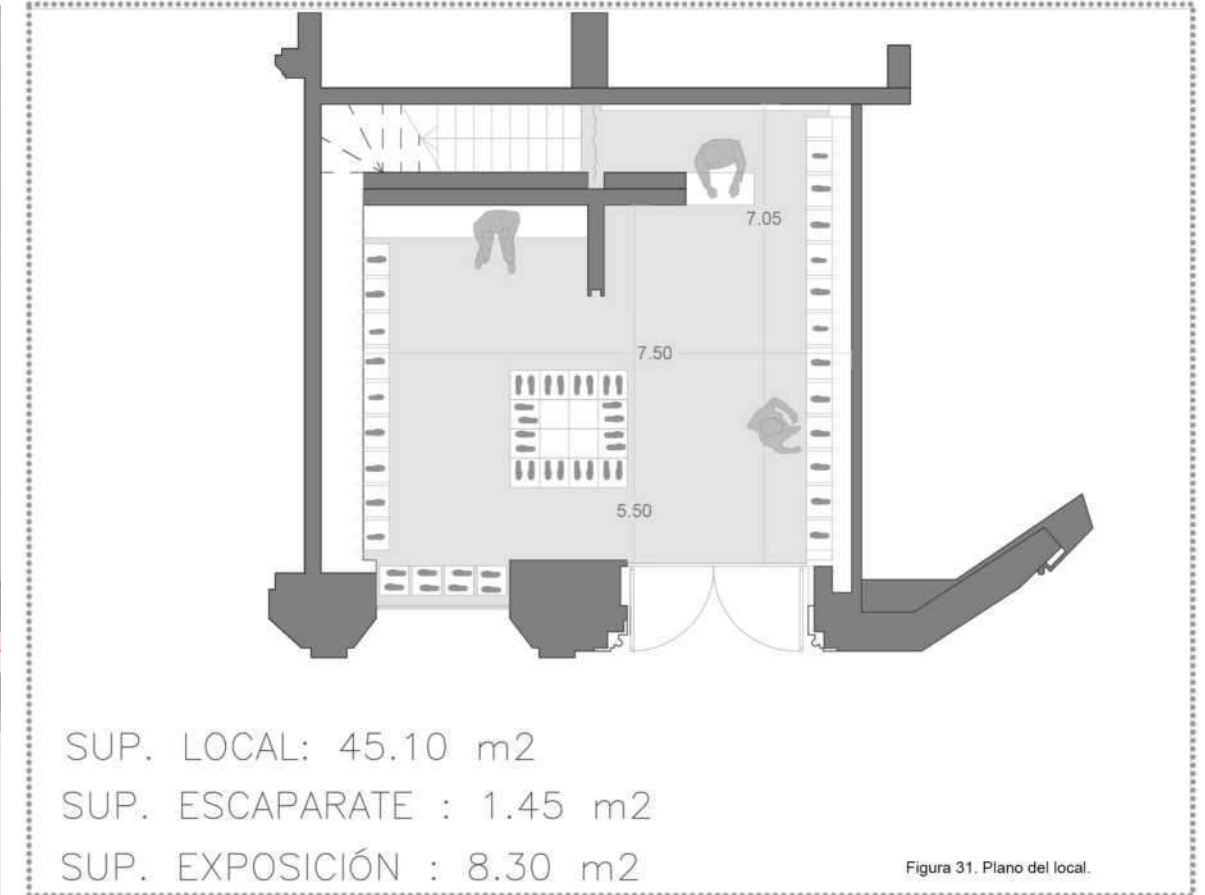 7.05
7.50
5.50
SUP. LOCAL: 45.10 m2
SUP. ESCAPARATE : 1.45 m2
SUP. EXPOSICIÓN : 8.30 m2
Figura 31. Plano del local.